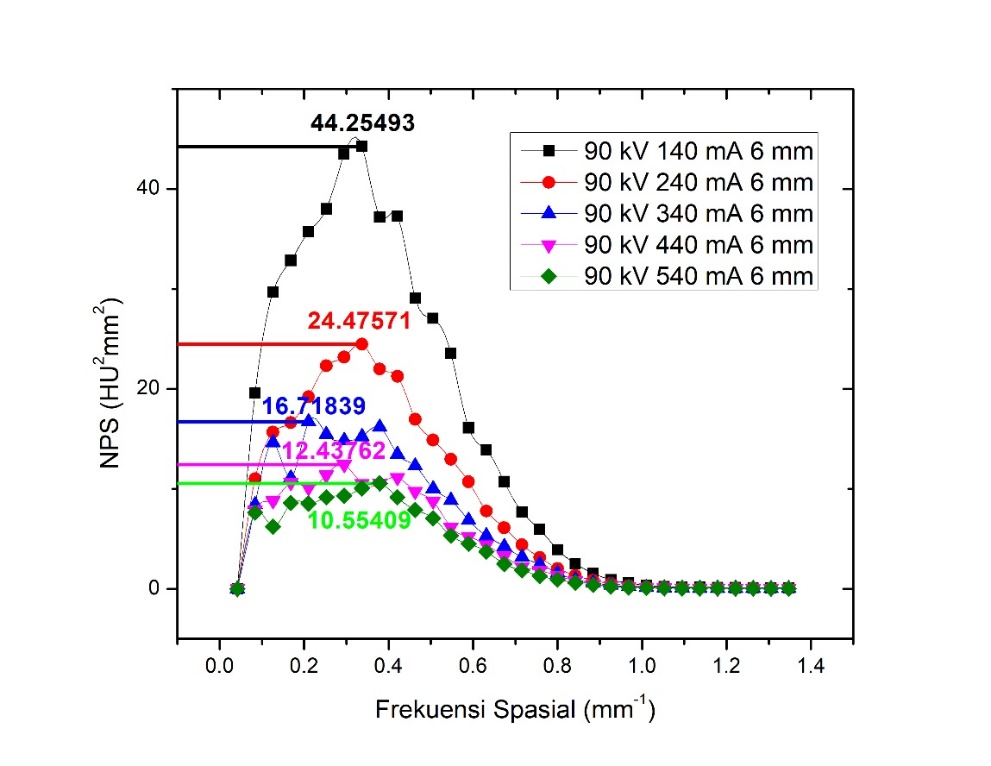 44.25493
90 kV 140 mA 6 mm
90 kV 240 mA 6 mm
90 kV 340 mA 6 mm
90 kV 440 mA 6 mm
90 kV 540 mA 6 mm
24.47571
16.71839
12.43762
10.55409
NPS (HU²mm²)
40
20
0
0.0 0.2 0.4 0.6 0.8 1.0 1.2 1.4
Frekuensi Spasial (mm⁻¹)